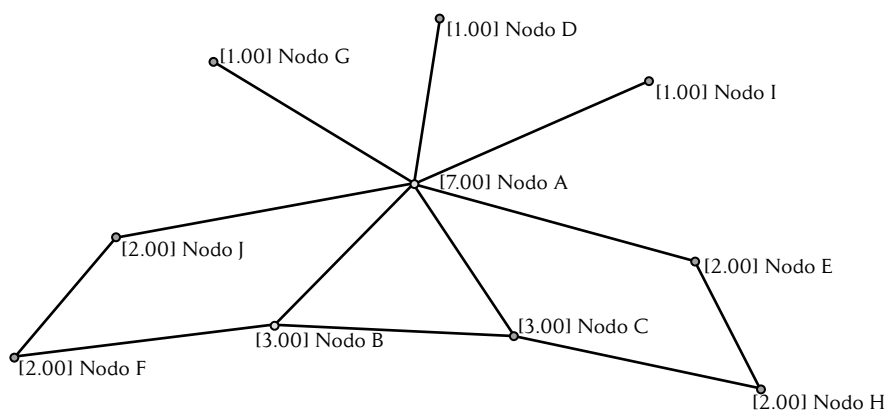 [1.00] Nodo D
[1.00] Nodo G
[1.00] Nodo I
[7.00] Nodo A
[2.00] Nodo J
[2.00] Nodo E
[3.00] Nodo C
[3.00] Nodo B
[2.00] Nodo F
[2.00] Nodo H